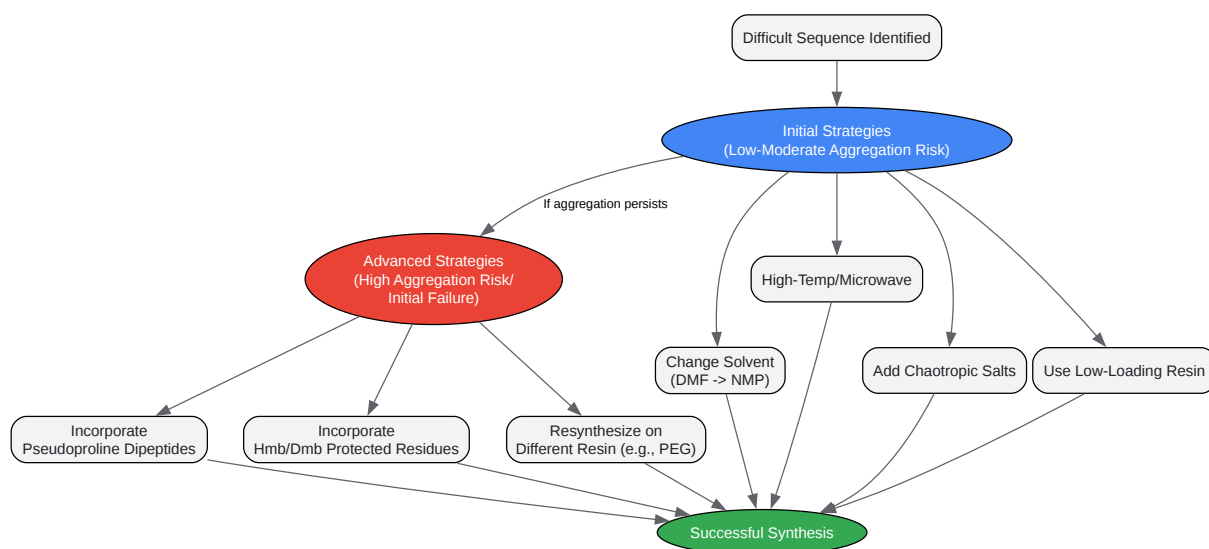 Difficult Sequence Identified
Initial Strategies
(Low-Moderate Aggregation Risk)
If aggregation persists
Advanced Strategies
(High Aggregation Risk/
Initial Failure)
High-Temp/Microwave
Change Solvent
(DMF -> NMP)
Add Chaotropic Salts
Use Low-Loading Resin
Incorporate
Pseudoproline Dipeptides
Incorporate
Hmb/Dmb Protected Residues
Resynthesize on
Different Resin (e.g., PEG)
Successful Synthesis